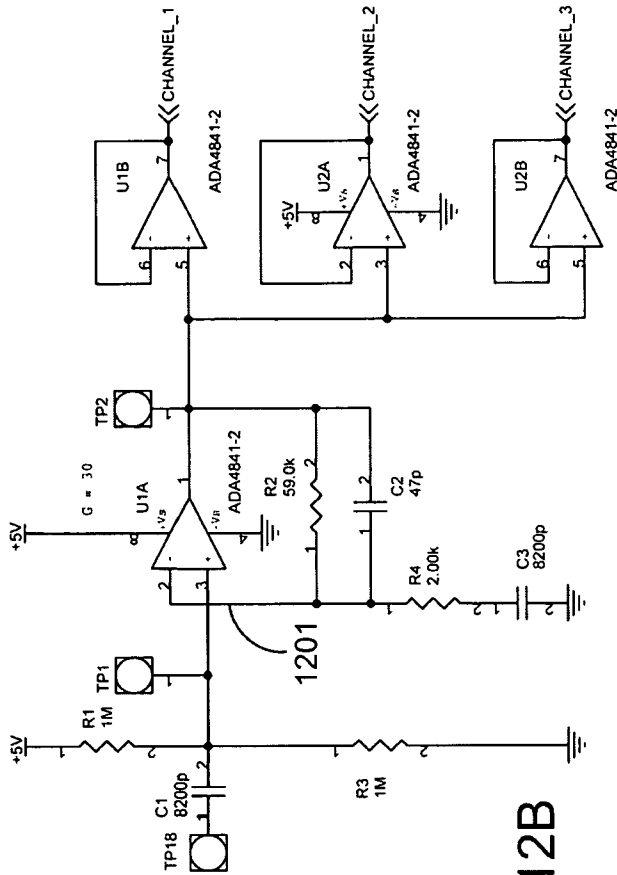 +5V
R1
1M
1
2
TP1
1
TP18
1
2
C1
8200p
R3
1M
1
2
+5V
G = 30
8
+Vs
U1A
2
-
3
+
1
-Vs
4
ADA4841-2
TP2
1
1201
R2
59.0k
1
2
C2
47p
1
2
R4
2.00k
1
2
C3
8200p
1
2
U1B
6
-
5
+
7
ADA4841-2
CHANNEL_1
+5V
8
+Vs
U2A
2
-
3
+
1
-Vs
4
ADA4841-2
CHANNEL_2
U2B
6
-
5
+
7
ADA4841-2
CHANNEL_3
12B